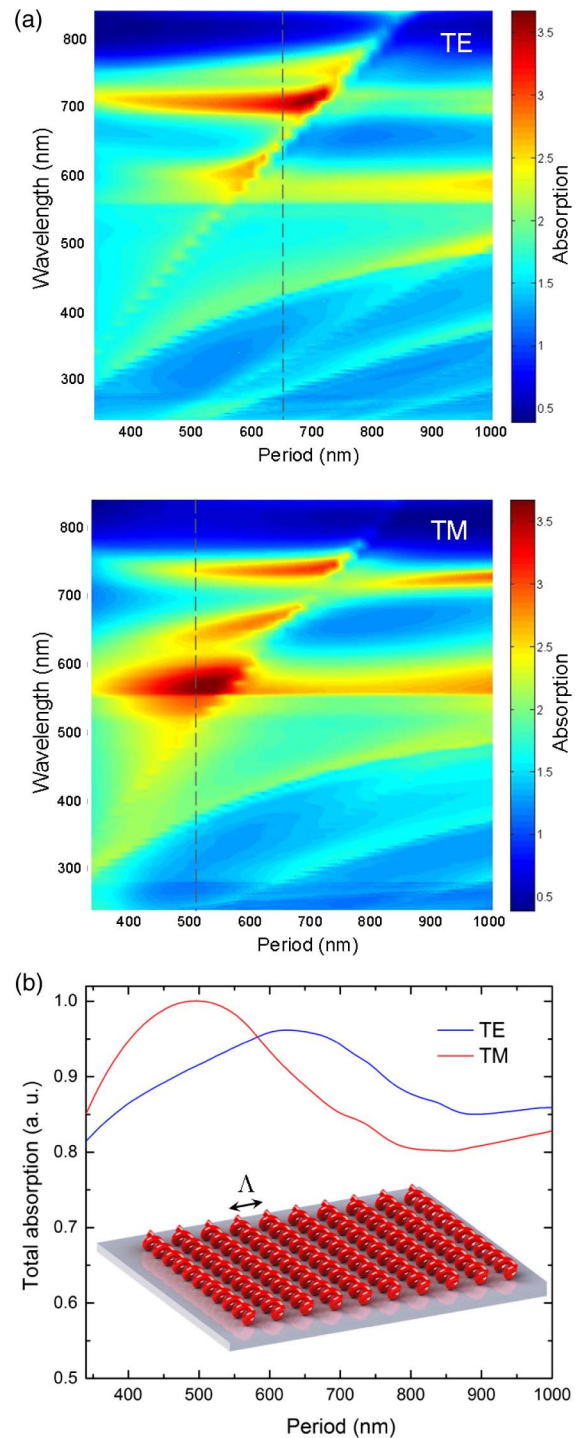 (a)
TE
Wavelength (nm)
800
700
600
500
400
300
400 500 600 700 800 900 1000
Period (nm)
3.5
3
2.5
2
1.5
1
0.5
Absorption
TM
Wavelength (nm)
800
700
600
500
400
300
400 500 600 700 800 900 1000
Period (nm)
3.5
3
2.5
2
1.5
1
0.5
Absorption
(b)
Total absorption (a. u.)
1.0
0.9
0.8
0.7
0.6
0.5
TE
TM
Λ
400 500 600 700 800 900 1000
Period (nm)